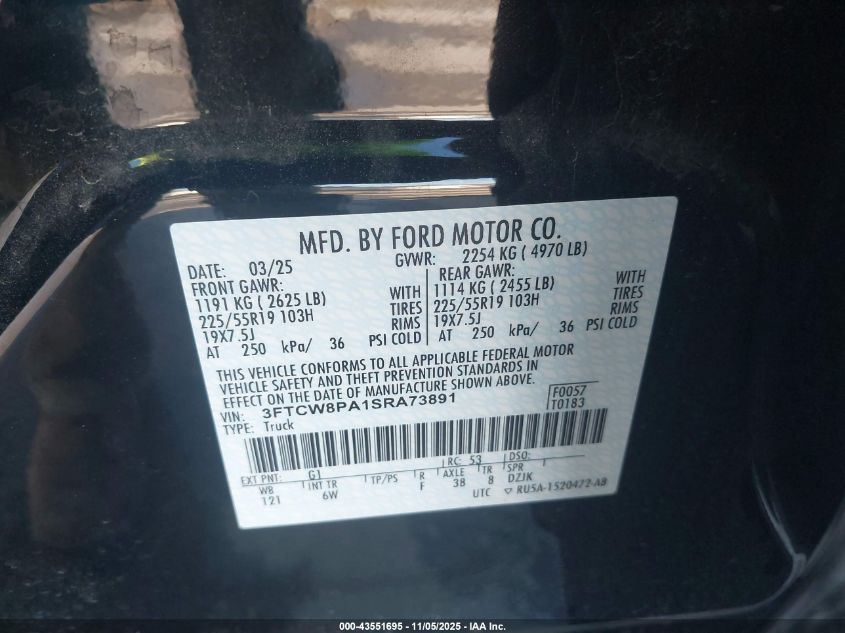 MFD. BY FORD MOTOR CO.
DATE: 03/25 GVWR: 2254 KG ( 4970 LB)
FRONT GAWR: REAR GAWR:
1191 KG ( 2625 LB) WITH 1114 KG ( 2455 LB) WITH
225/55R19 103H TIRES 225/55R19 103H TIRES
19X7.5J RIMS 19X7.5J RIMS
AT 250 kPa/ 36 PSI COLD AT 250 kPa/ 36 PSI COLD
THIS VEHICLE CONFORMS TO ALL APPLICABLE FEDERAL MOTOR
VEHICLE SAFETY AND THEFT PREVENTION STANDARDS IN
EFFECT ON THE DATE OF MANUFACTURE SHOWN ABOVE.
VIN: 3FTCW8PA1SRA73891 F0057
TYPE: Truck T0183
EXT PNT: G1 RC: 53 DSO:
WB INT TR TP/PS R AXLE TR SPR
121 6W F 38 8 DZJK
UTC ▽ RU5A-1520472-AB
000-43551695 - 11/05/2025 - IAA Inc.